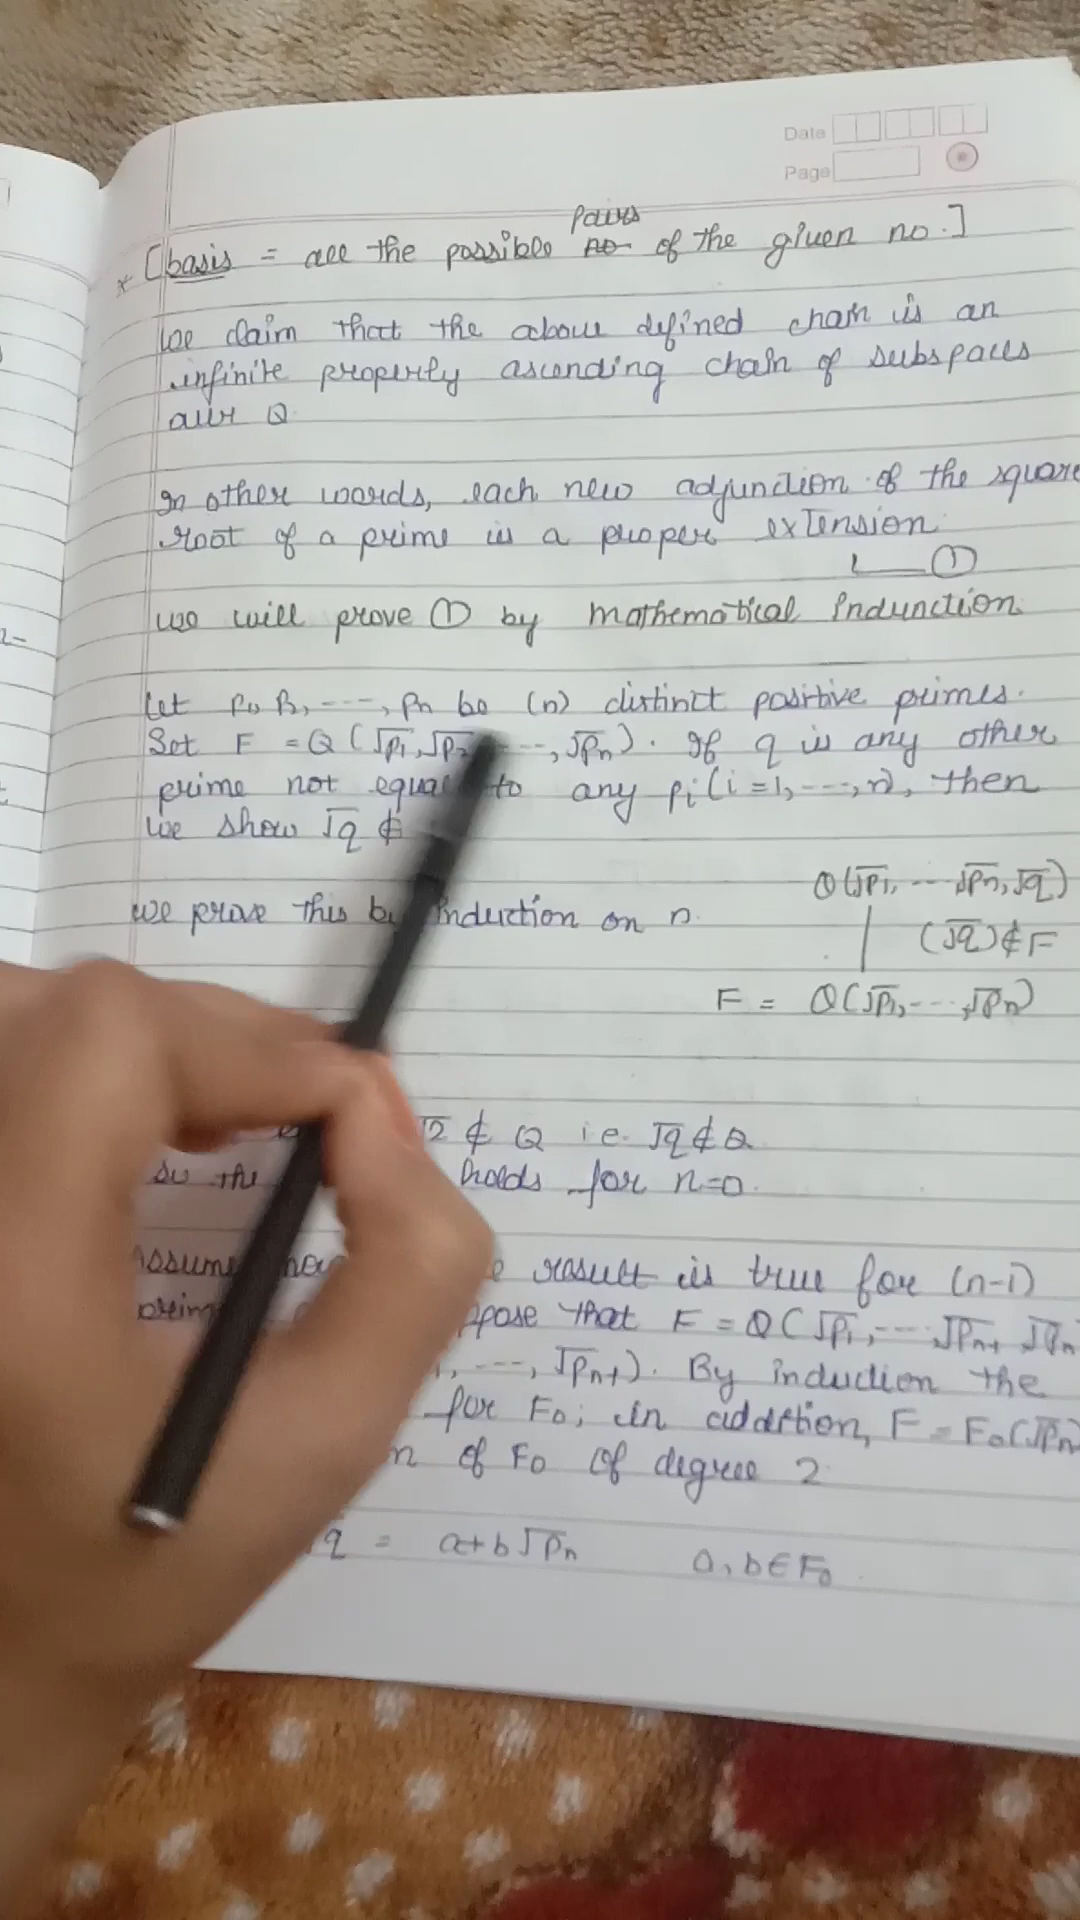 Date
Page
pairs
* [basis = all the possible no of the given no.]
We claim that the above defined chain is an
infinite properly ascending chain of subspaces
over Q.
In other words, each new adjunction of the square
root of a prime is a proper extension.
①
We will prove ① by Mathematical Indunction
Let p₁, p₂, ----, pn be (n) distinct positive primes.
Set F = Q(√p₁, √p₂ ---, √pn). If q is any other
prime not equal to any pi (i=1, ---, n), then
we show √q ∉
Q(√p₁, --- √pn, √q)
We prove this by induction on n.
(√q) ∉ F
F = Q(√p₁, ---, √pn)
√2 ∉ Q i.e. √q ∉ Q
so the holds for n=0.
Assume result is true for (n-1)
that F = Q(√p₁, --- √pn-1, √pn
, ---, √pn-1). By induction the
for F₀; in addition, F = F₀(√pn)
of F₀ of degree 2
√q = a+b√pn a, b ∈ F₀